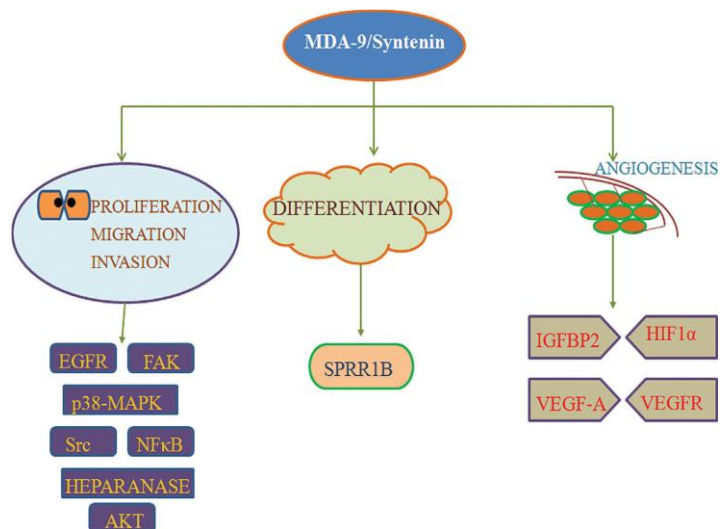 MDA-9/Syntenin
PROLIFERATION
MIGRATION
INVASION
DIFFERENTIATION
ANGIOGENESIS
EGFR
FAK
p38-MAPK
Src
NFκB
HEPARANASE
AKT
SPRR1B
IGFBP2
HIF1α
VEGF-A
VEGFR